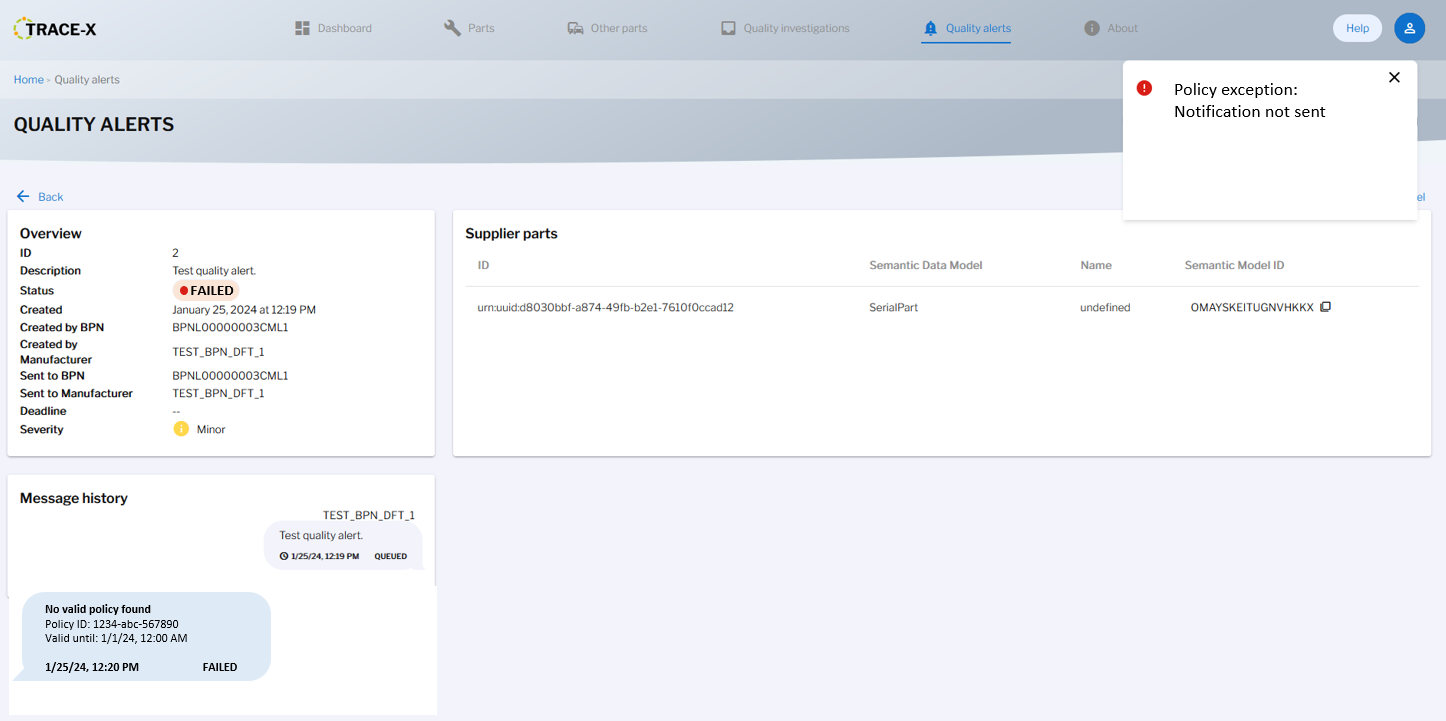 TRACE-X
Dashboard
Parts
Other parts
Quality investigations
Quality alerts
About
Help
Home > Quality alerts
QUALITY ALERTS
Policy exception:
Notification not sent
Back
el
Overview
ID 2
Description Test quality alert.
Status FAILED
Created January 25, 2024 at 12:19 PM
Created by BPN BPNL00000003CML1
Created by
Manufacturer TEST_BPN_DFT_1
Sent to BPN BPNL00000003CML1
Sent to Manufacturer TEST_BPN_DFT_1
Deadline --
Severity Minor
Supplier parts
ID Semantic Data Model Name Semantic Model ID
urn:uuid:d8030bbf-a874-49fb-b2e1-7610f0ccad12 SerialPart undefined OMAYSKEITUGNVHKKX
Message history
TEST_BPN_DFT_1
Test quality alert.
1/25/24, 12:19 PM QUEUED
No valid policy found
Policy ID: 1234-abc-567890
Valid until: 1/1/24, 12:00 AM
1/25/24, 12:20 PM FAILED